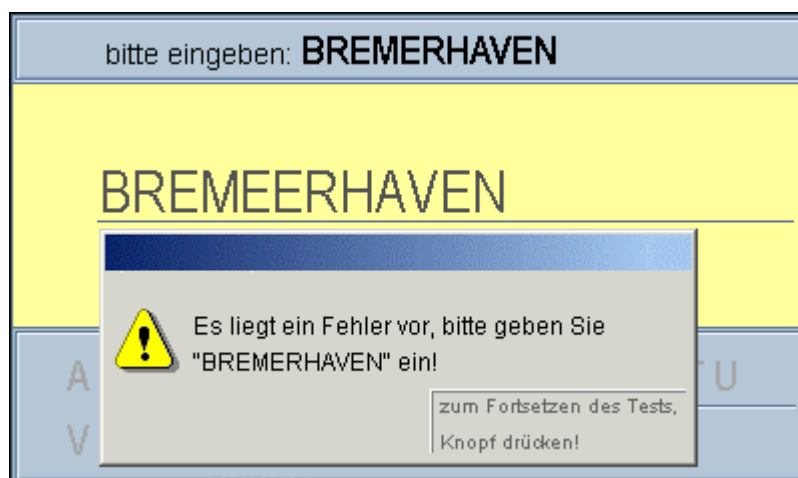 bitte eingeben: BREMERHAVEN
BREMEERHAVEN
Es liegt ein Fehler vor, bitte geben Sie
"BREMERHAVEN" ein!
zum Fortsetzen des Tests,
Knopf drücken!
A T U
V